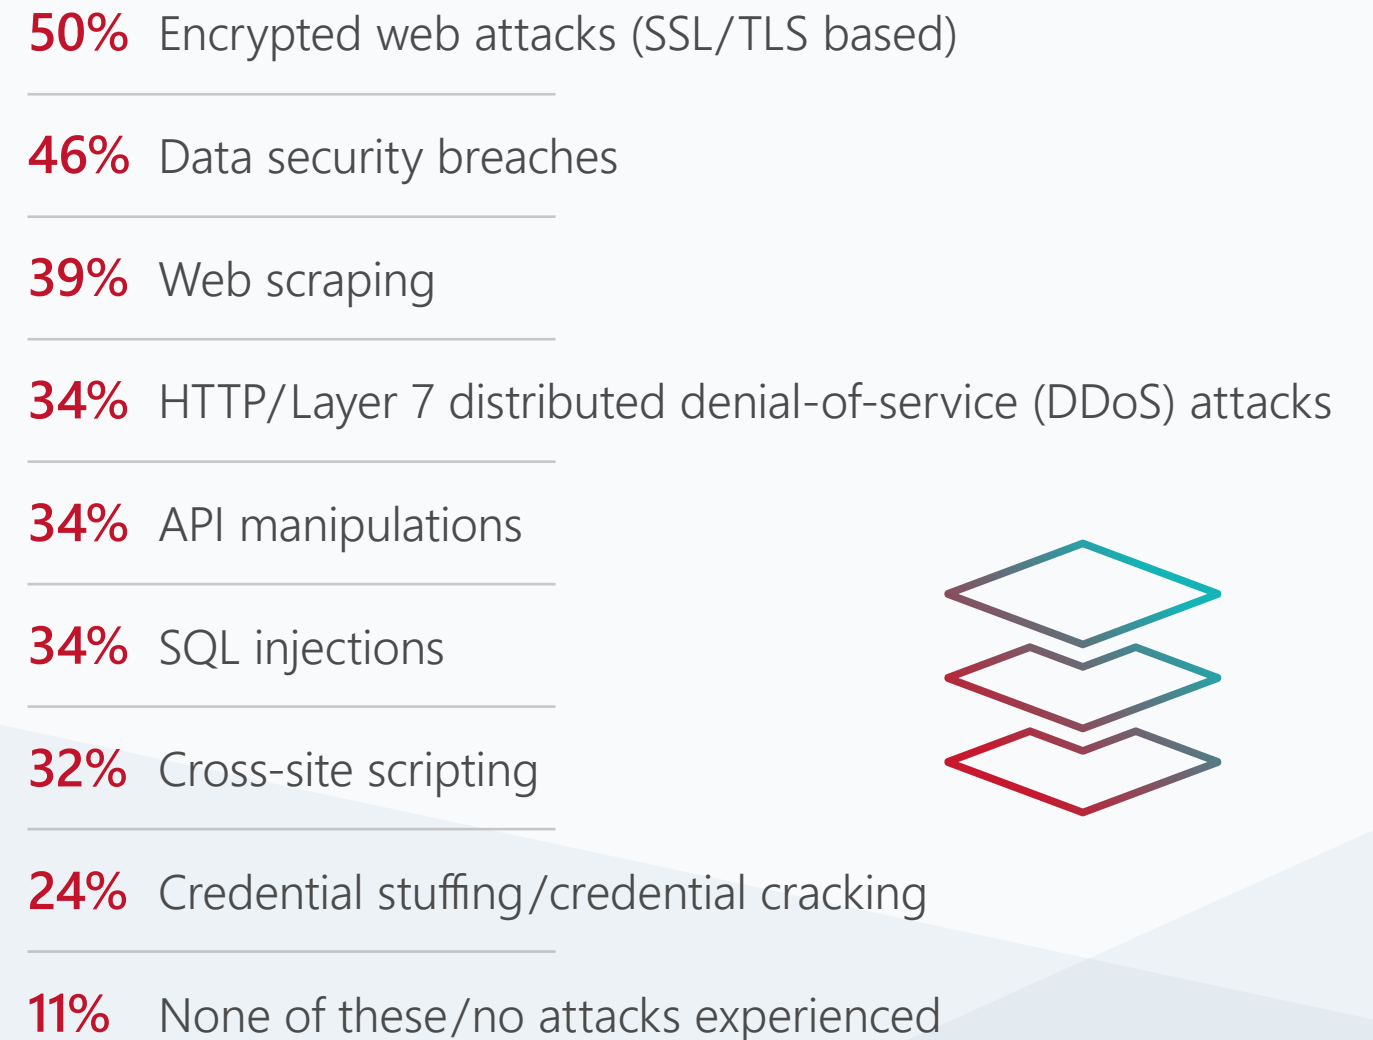 50% Encrypted web attacks (SSL/TLS based)
46% Data security breaches
39% Web scraping
34% HTTP/Layer 7 distributed denial-of-service (DDoS) attacks
34% API manipulations
34% SQL injections
32% Cross-site scripting
24% Credential stuffing/credential cracking
11% None of these/no attacks experienced